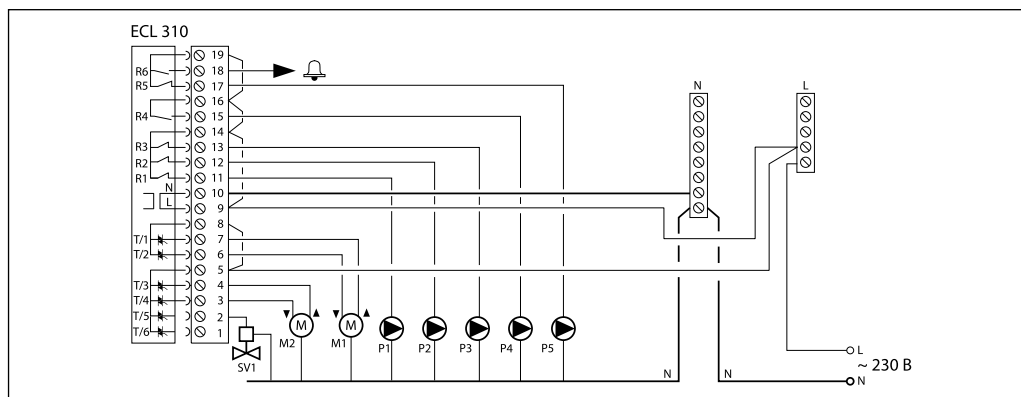 ECL 310
19
R6 18
R5 17
16
R4 15
14
R3 13
R2 12
R1 11
N 10
L 9
8
T/1 7
T/2 6
5
T/3 4
T/4 3
T/5 2
T/6 1
N
L
SV1
M
M2
M
M1
P1
P2
P3
P4
P5
N
N
L
~ 230 В
N